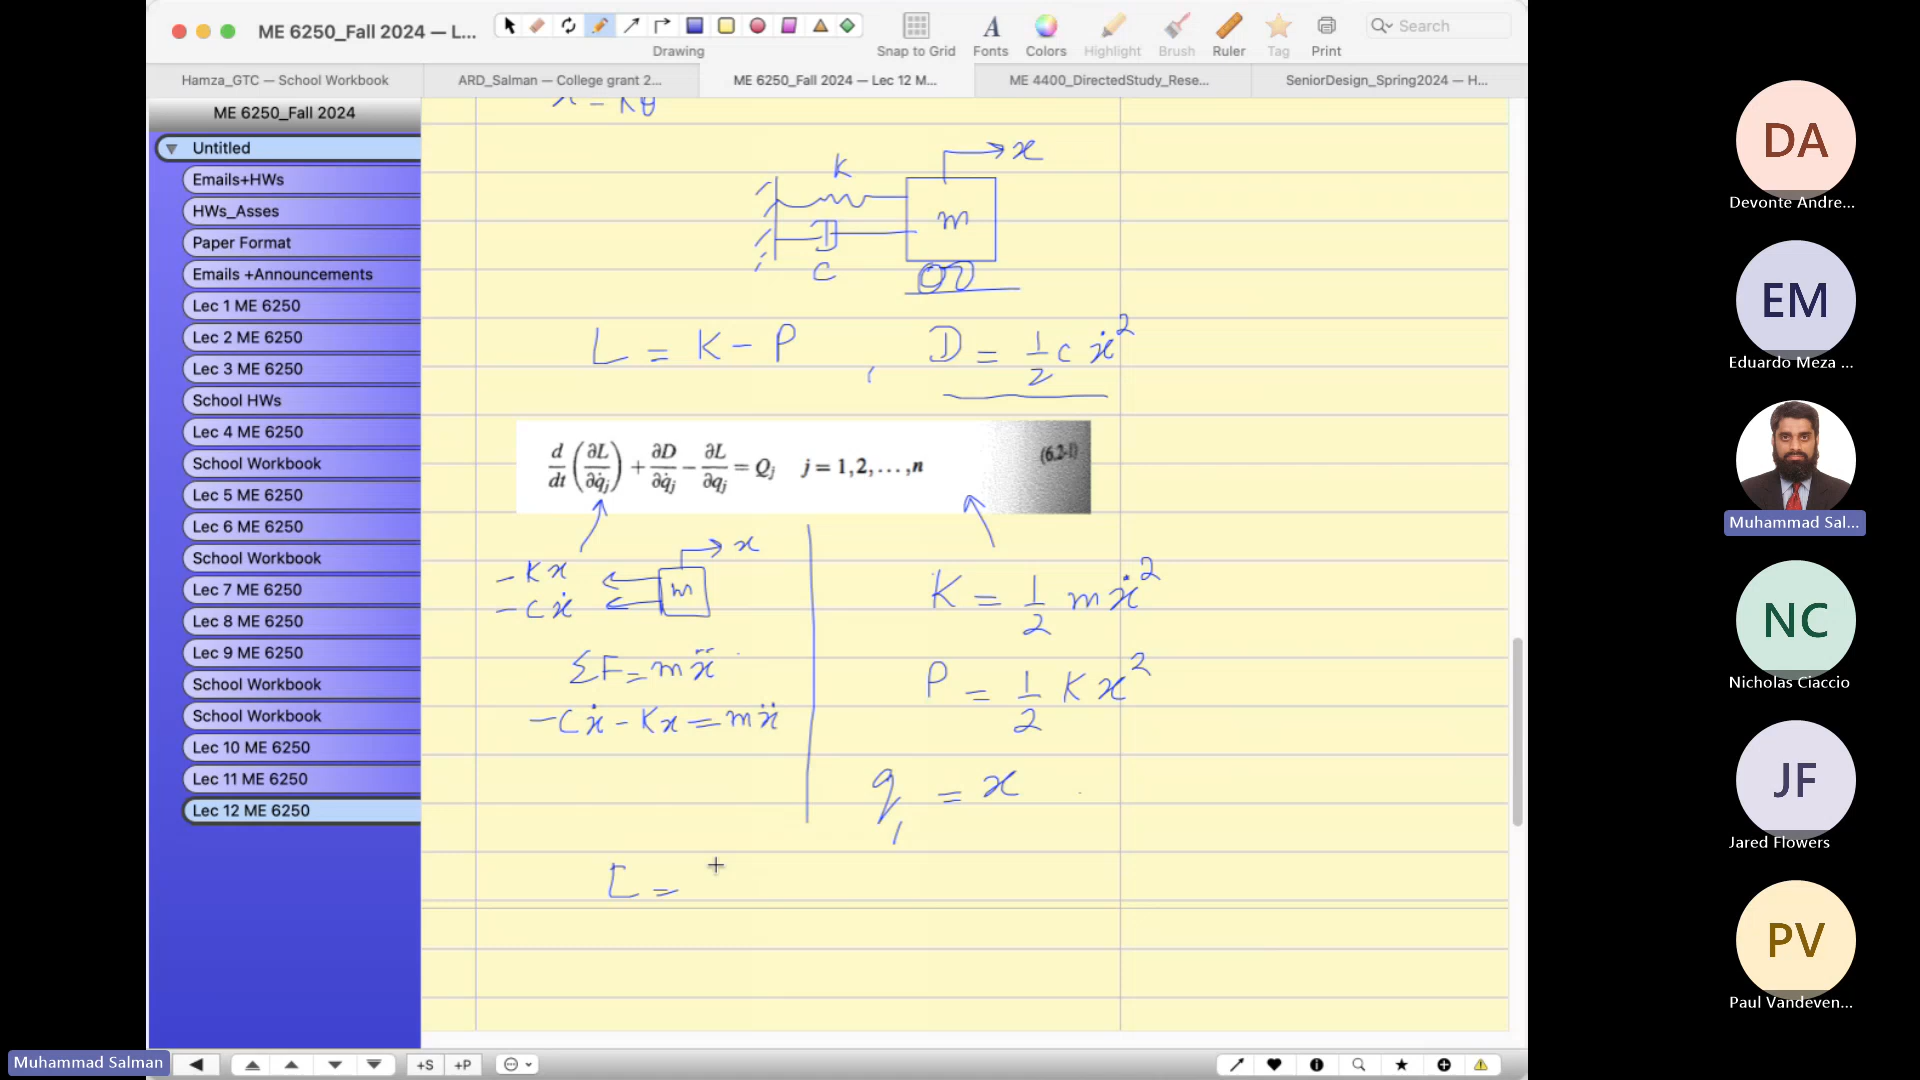 ME 6250_Fall 2024 — L...
Drawing
Snap to Grid
Fonts
Colors
Highlight
Brush
Ruler
Tag
Print
Search
Hamza_GTC — School Workbook
ARD_Salman — College grant 2...
ME 6250_Fall 2024 — Lec 12 M...
ME 4400_DirectedStudy_Rese...
SeniorDesign_Spring2024 — H...
ME 6250_Fall 2024
Untitled
Emails+HWs
HWs_Asses
Paper Format
Emails +Announcements
Lec 1 ME 6250
Lec 2 ME 6250
Lec 3 ME 6250
School HWs
Lec 4 ME 6250
School Workbook
Lec 5 ME 6250
Lec 6 ME 6250
School Workbook
Lec 7 ME 6250
Lec 8 ME 6250
Lec 9 ME 6250
School Workbook
School Workbook
Lec 10 ME 6250
Lec 11 ME 6250
Lec 12 ME 6250
K
x
m
C
L = K - P , D = 1/2 c ẋ²
d/dt (∂L/∂q̇j) + ∂D/∂q̇j − ∂L/∂qj = Qj j = 1,2,...,n (6.2-1)
x
-Kx
-Cẋ
m
ΣF = mẍ
-Cẋ - Kx = mẍ
K = 1/2 mẋ²
P = 1/2 Kx²
q₁ = x
L =
+S
+P
Muhammad Salman
DA
Devonte Andre...
EM
Eduardo Meza ...
Muhammad Sal...
NC
Nicholas Ciaccio
JF
Jared Flowers
PV
Paul Vandeven...